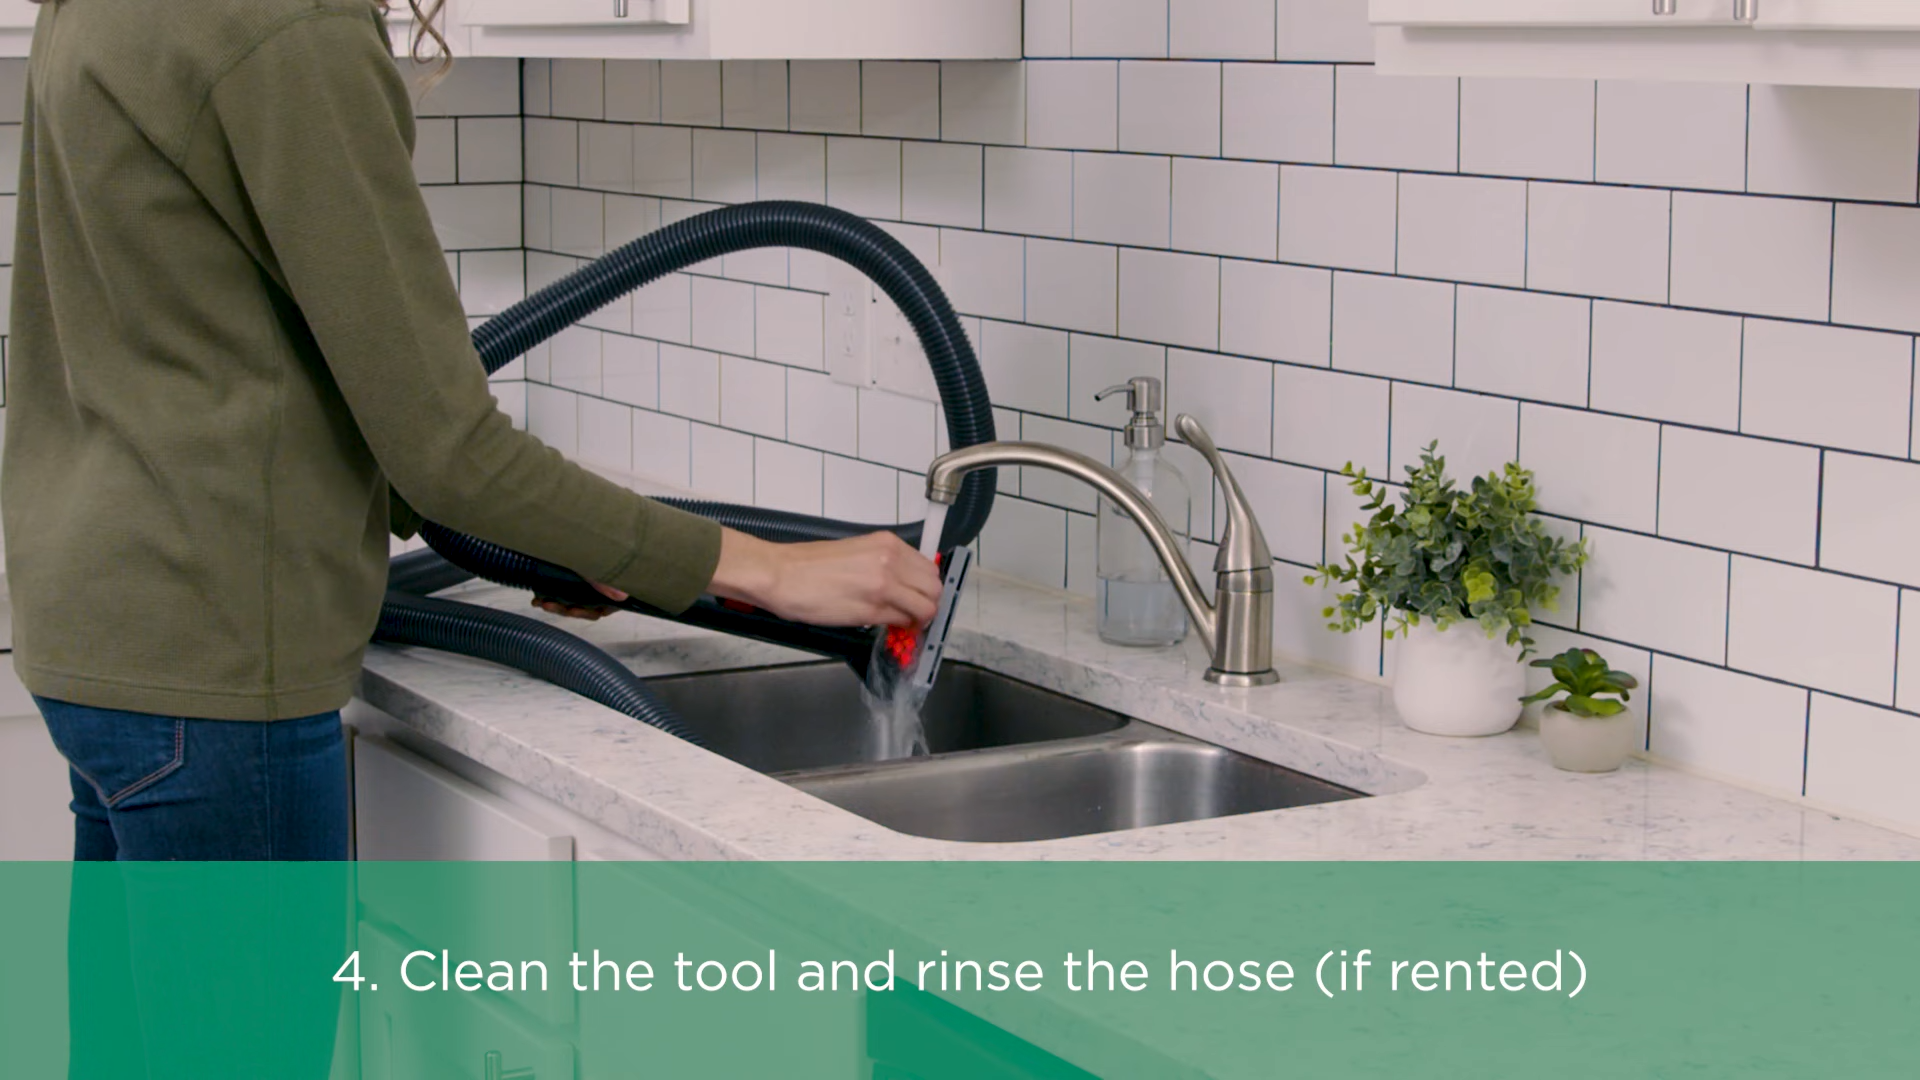 4. Clean the tool and rinse the hose (if rented)